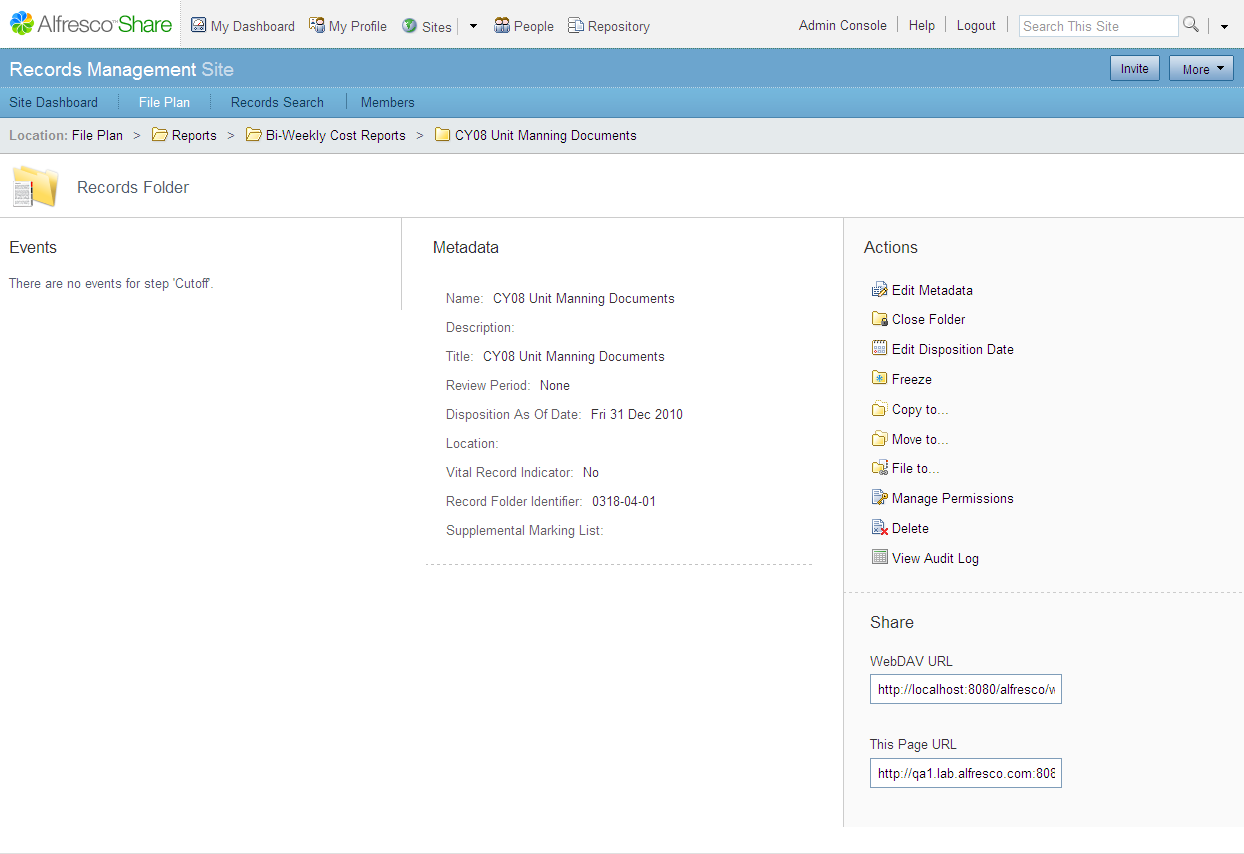 Alfresco™ Share My Dashboard My Profile Sites People Repository Admin Console Help Logout Search This Site
Records Management Site Invite More
Site Dashboard File Plan Records Search Members
Location: File Plan > Reports > Bi-Weekly Cost Reports > CY08 Unit Manning Documents
Records Folder
Events
There are no events for step 'Cutoff'.
Metadata
Name: CY08 Unit Manning Documents
Description:
Title: CY08 Unit Manning Documents
Review Period: None
Disposition As Of Date: Fri 31 Dec 2010
Location:
Vital Record Indicator: No
Record Folder Identifier: 0318-04-01
Supplemental Marking List:
Actions
Edit Metadata
Close Folder
Edit Disposition Date
Freeze
Copy to...
Move to...
File to...
Manage Permissions
Delete
View Audit Log
Share
WebDAV URL
http://localhost:8080/alfresco/w
This Page URL
http://qa1.lab.alfresco.com:808